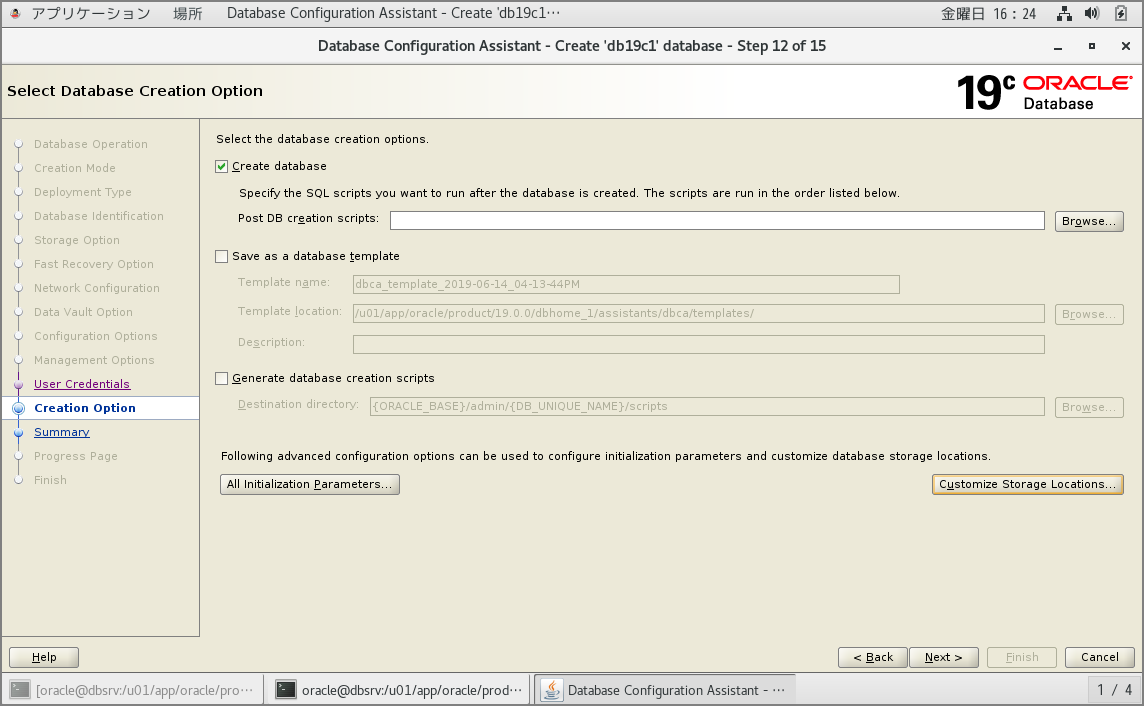 アプリケーション 場所 Database Configuration Assistant - Create 'db19c1'⋯ 金曜日 16:24
Database Configuration Assistant - Create 'db19c1' database - Step 12 of 15
Select Database Creation Option
19c ORACLE Database
Database Operation
Creation Mode
Deployment Type
Database Identification
Storage Option
Fast Recovery Option
Network Configuration
Data Vault Option
Configuration Options
Management Options
User Credentials
Creation Option
Summary
Progress Page
Finish
Select the database creation options.
Create database
Specify the SQL scripts you want to run after the database is created. The scripts are run in the order listed below.
Post DB creation scripts: Browse...
Save as a database template
Template name: dbca_template_2019-06-14_04-13-44PM
Template location: /u01/app/oracle/product/19.0.0/dbhome_1/assistants/dbca/templates/ Browse...
Description:
Generate database creation scripts
Destination directory: {ORACLE_BASE}/admin/{DB_UNIQUE_NAME}/scripts Browse...
Following advanced configuration options can be used to configure initialization parameters and customize database storage locations.
All Initialization Parameters... Customize Storage Locations...
Help < Back Next > Finish Cancel
[oracle@dbsrv:/u01/app/oracle/pro⋯ oracle@dbsrv:/u01/app/oracle/prod⋯ Database Configuration Assistant - ⋯ 1 / 4